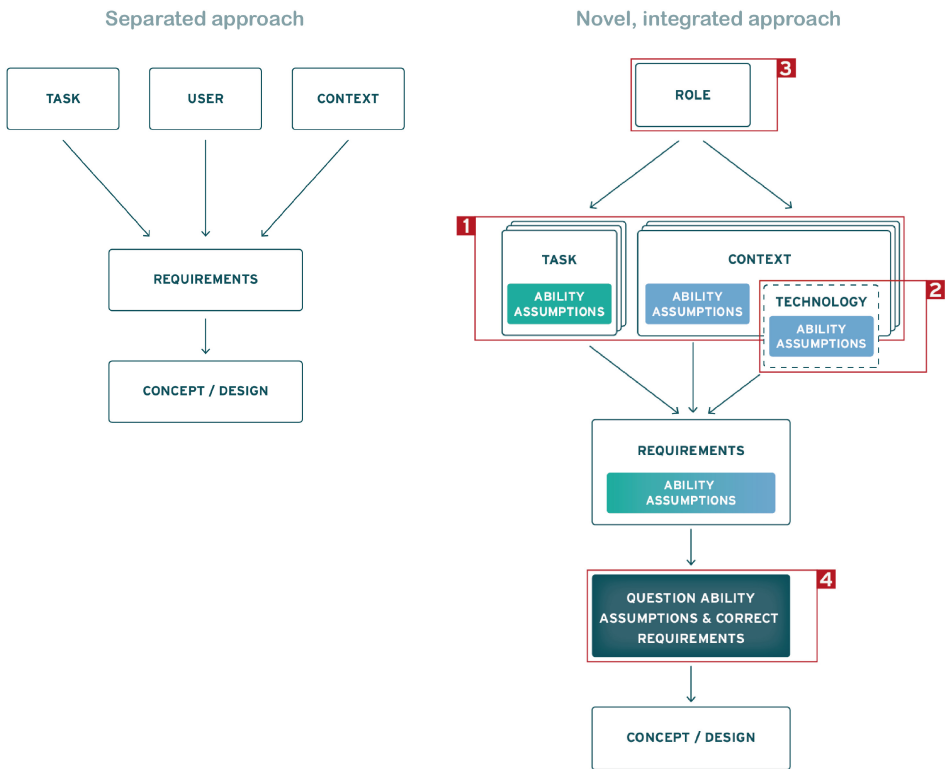 Separated approach
TASK
USER
CONTEXT
REQUIREMENTS
CONCEPT / DESIGN
Novel, integrated approach
3
ROLE
1
TASK
ABILITY
ASSUMPTIONS
CONTEXT
ABILITY
ASSUMPTIONS
2
TECHNOLOGY
ABILITY
ASSUMPTIONS
REQUIREMENTS
ABILITY
ASSUMPTIONS
4
QUESTION ABILITY
ASSUMPTIONS & CORRECT
REQUIREMENTS
CONCEPT / DESIGN